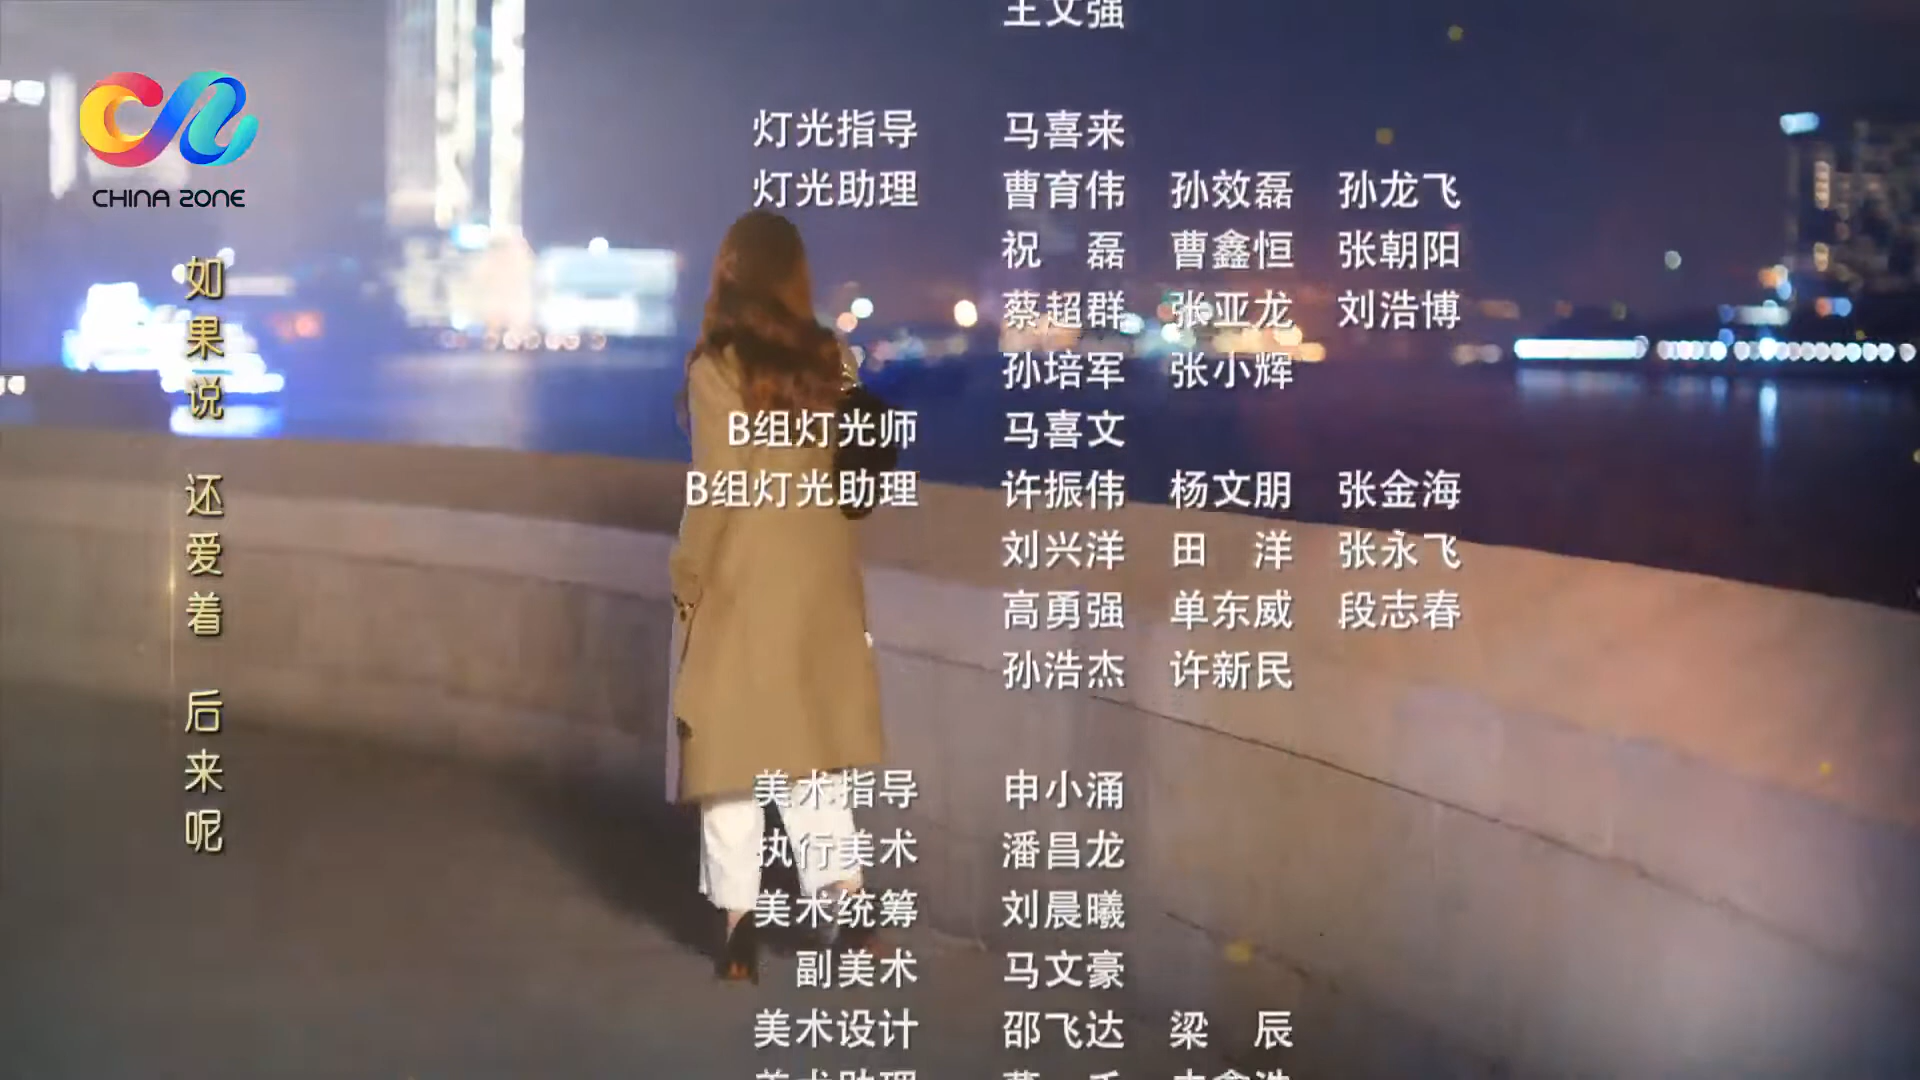 王文强
CHINA ZONE
灯光指导 马喜来
灯光助理 曹育伟 孙效磊 孙龙飞
祝 磊 曹鑫恒 张朝阳
蔡超群 张亚龙 刘浩博
孙培军 张小辉
B组灯光师 马喜文
B组灯光助理 许振伟 杨文朋 张金海
刘兴洋 田 洋 张永飞
高勇强 单东威 段志春
孙浩杰 许新民
美术指导 申小涌
执行美术 潘昌龙
美术统筹 刘晨曦
副美术 马文豪
美术设计 邵飞达 梁 辰
美术助理
如果说 还爱着 后来呢